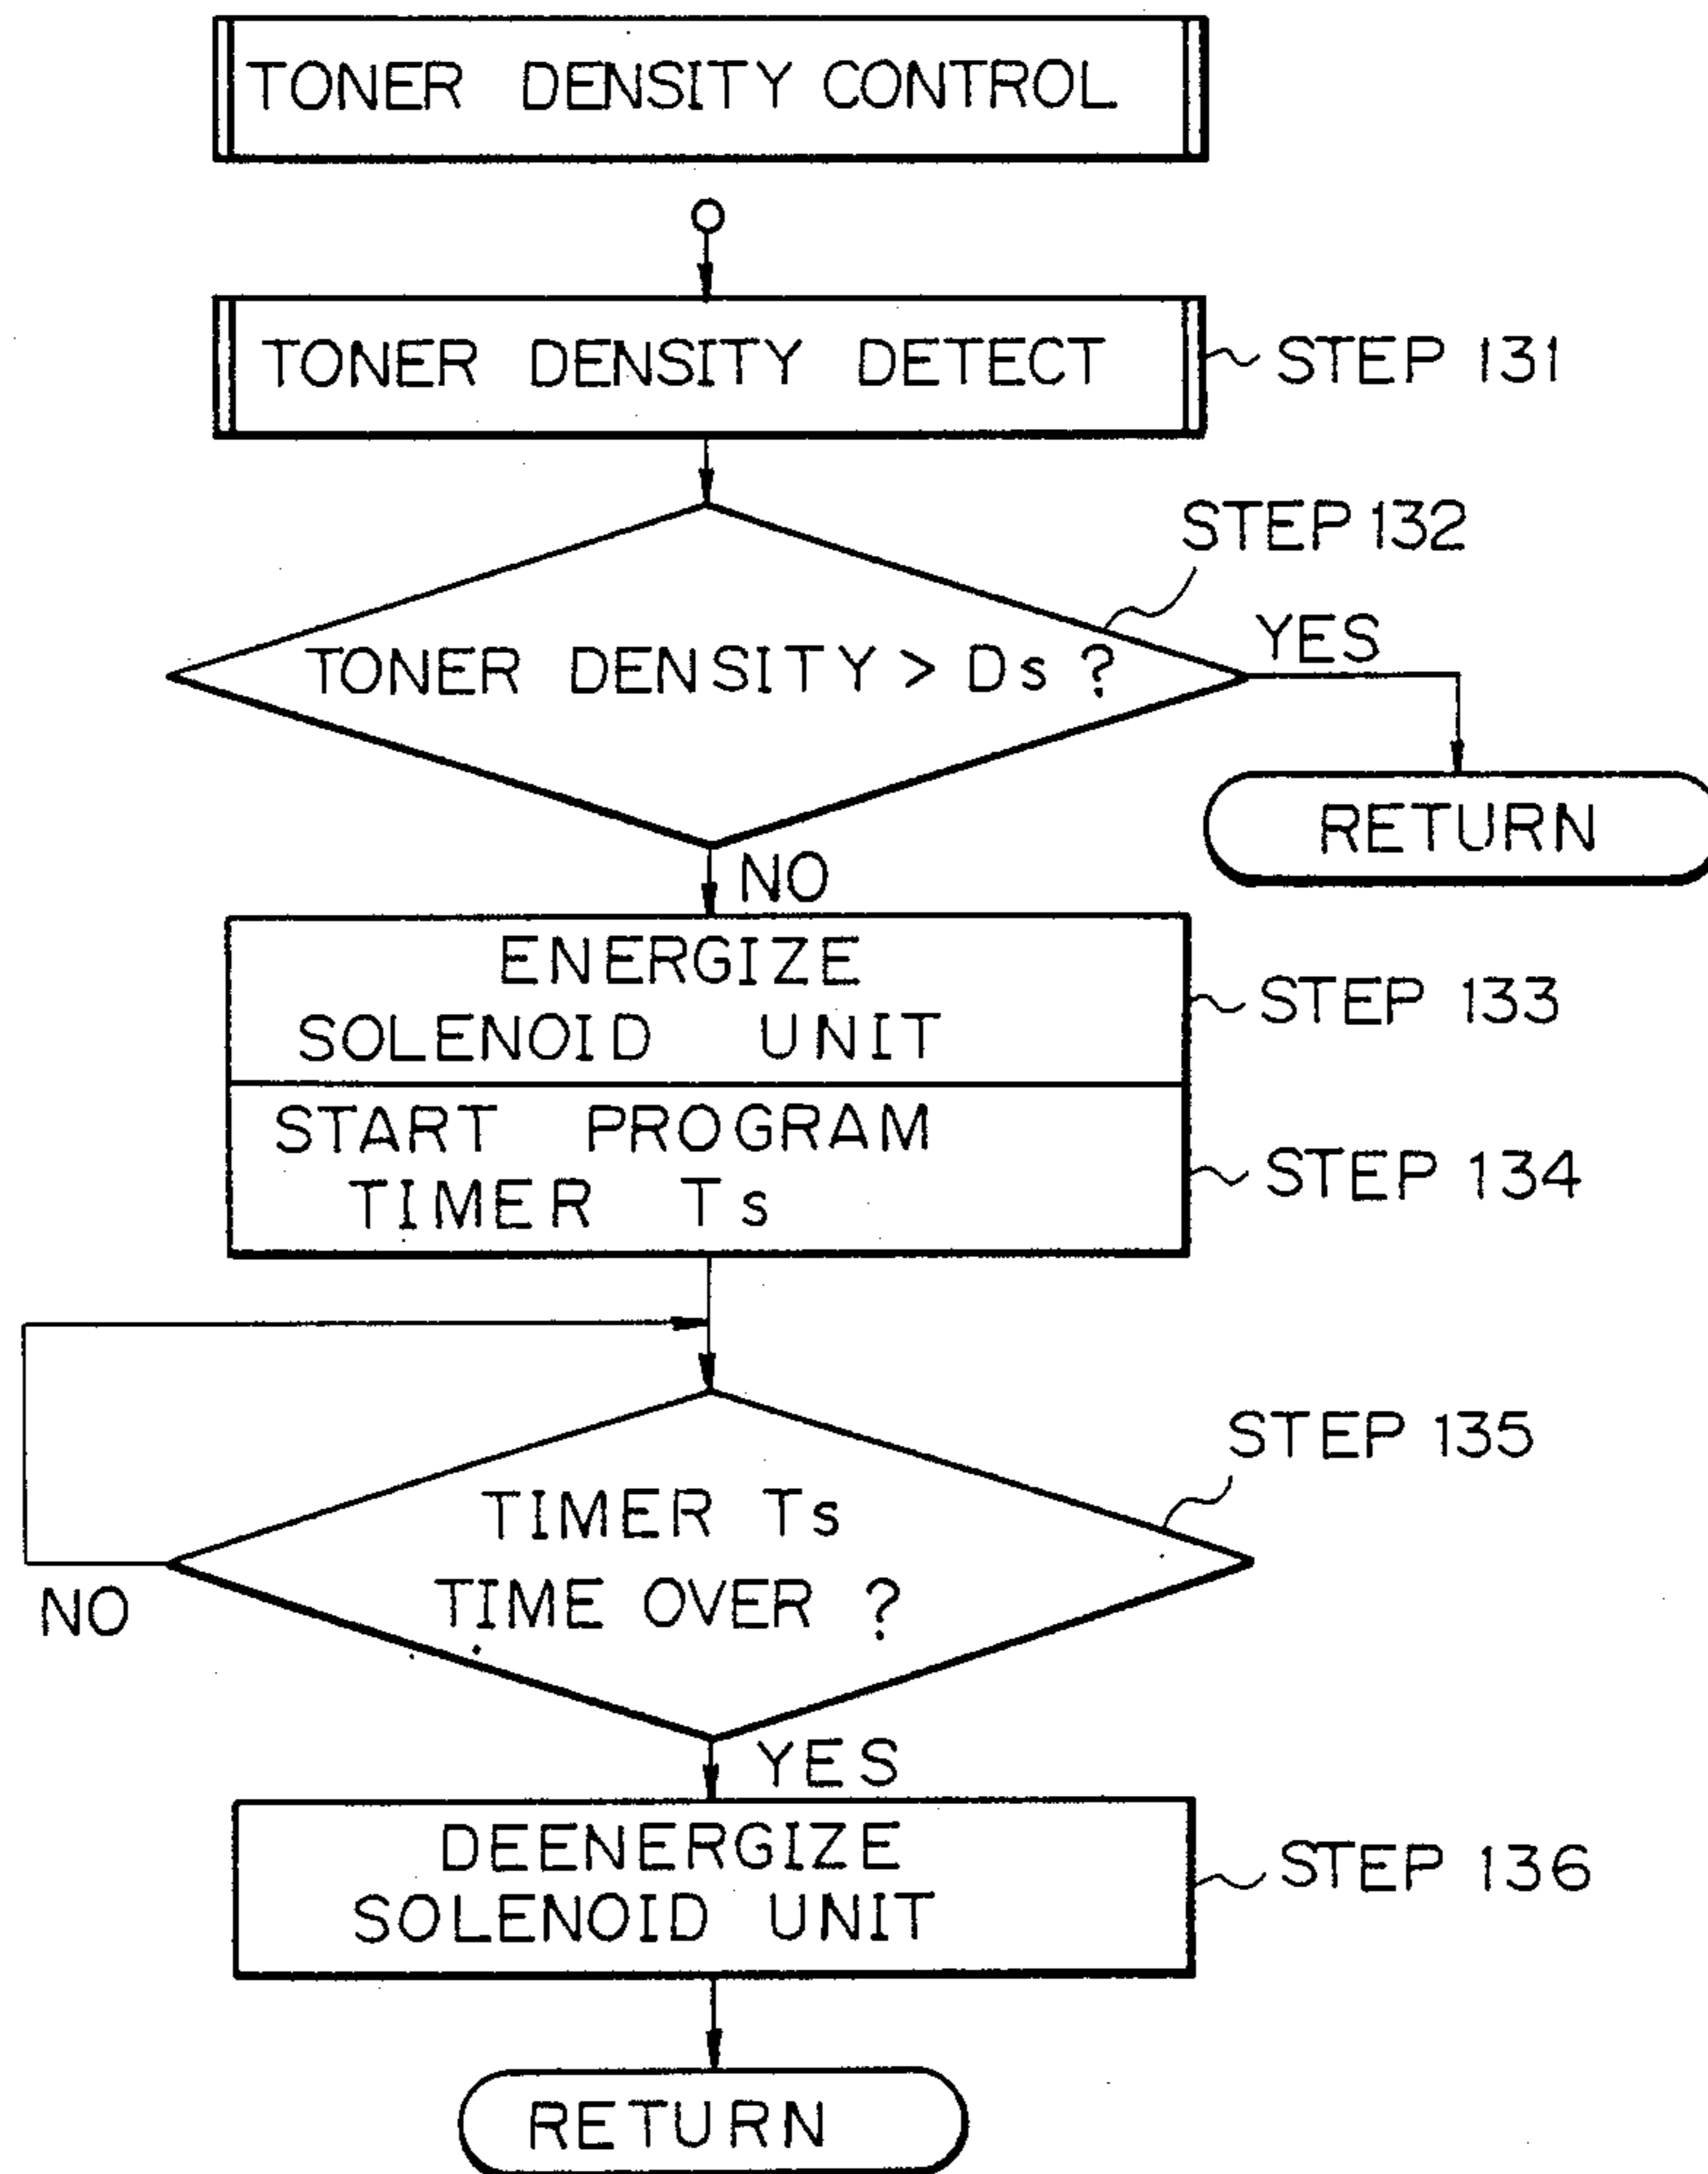 TONER DENSITY CONTROL
TONER DENSITY DETECT
STEP 131
STEP 132
TONER DENSITY > Ds ?
YES
RETURN
NO
ENERGIZE
SOLENOID UNIT
STEP 133
START PROGRAM
TIMER Ts
STEP 134
STEP 135
TIMER Ts
TIME OVER ?
NO
YES
DEENERGIZE
SOLENOID UNIT
STEP 136
RETURN